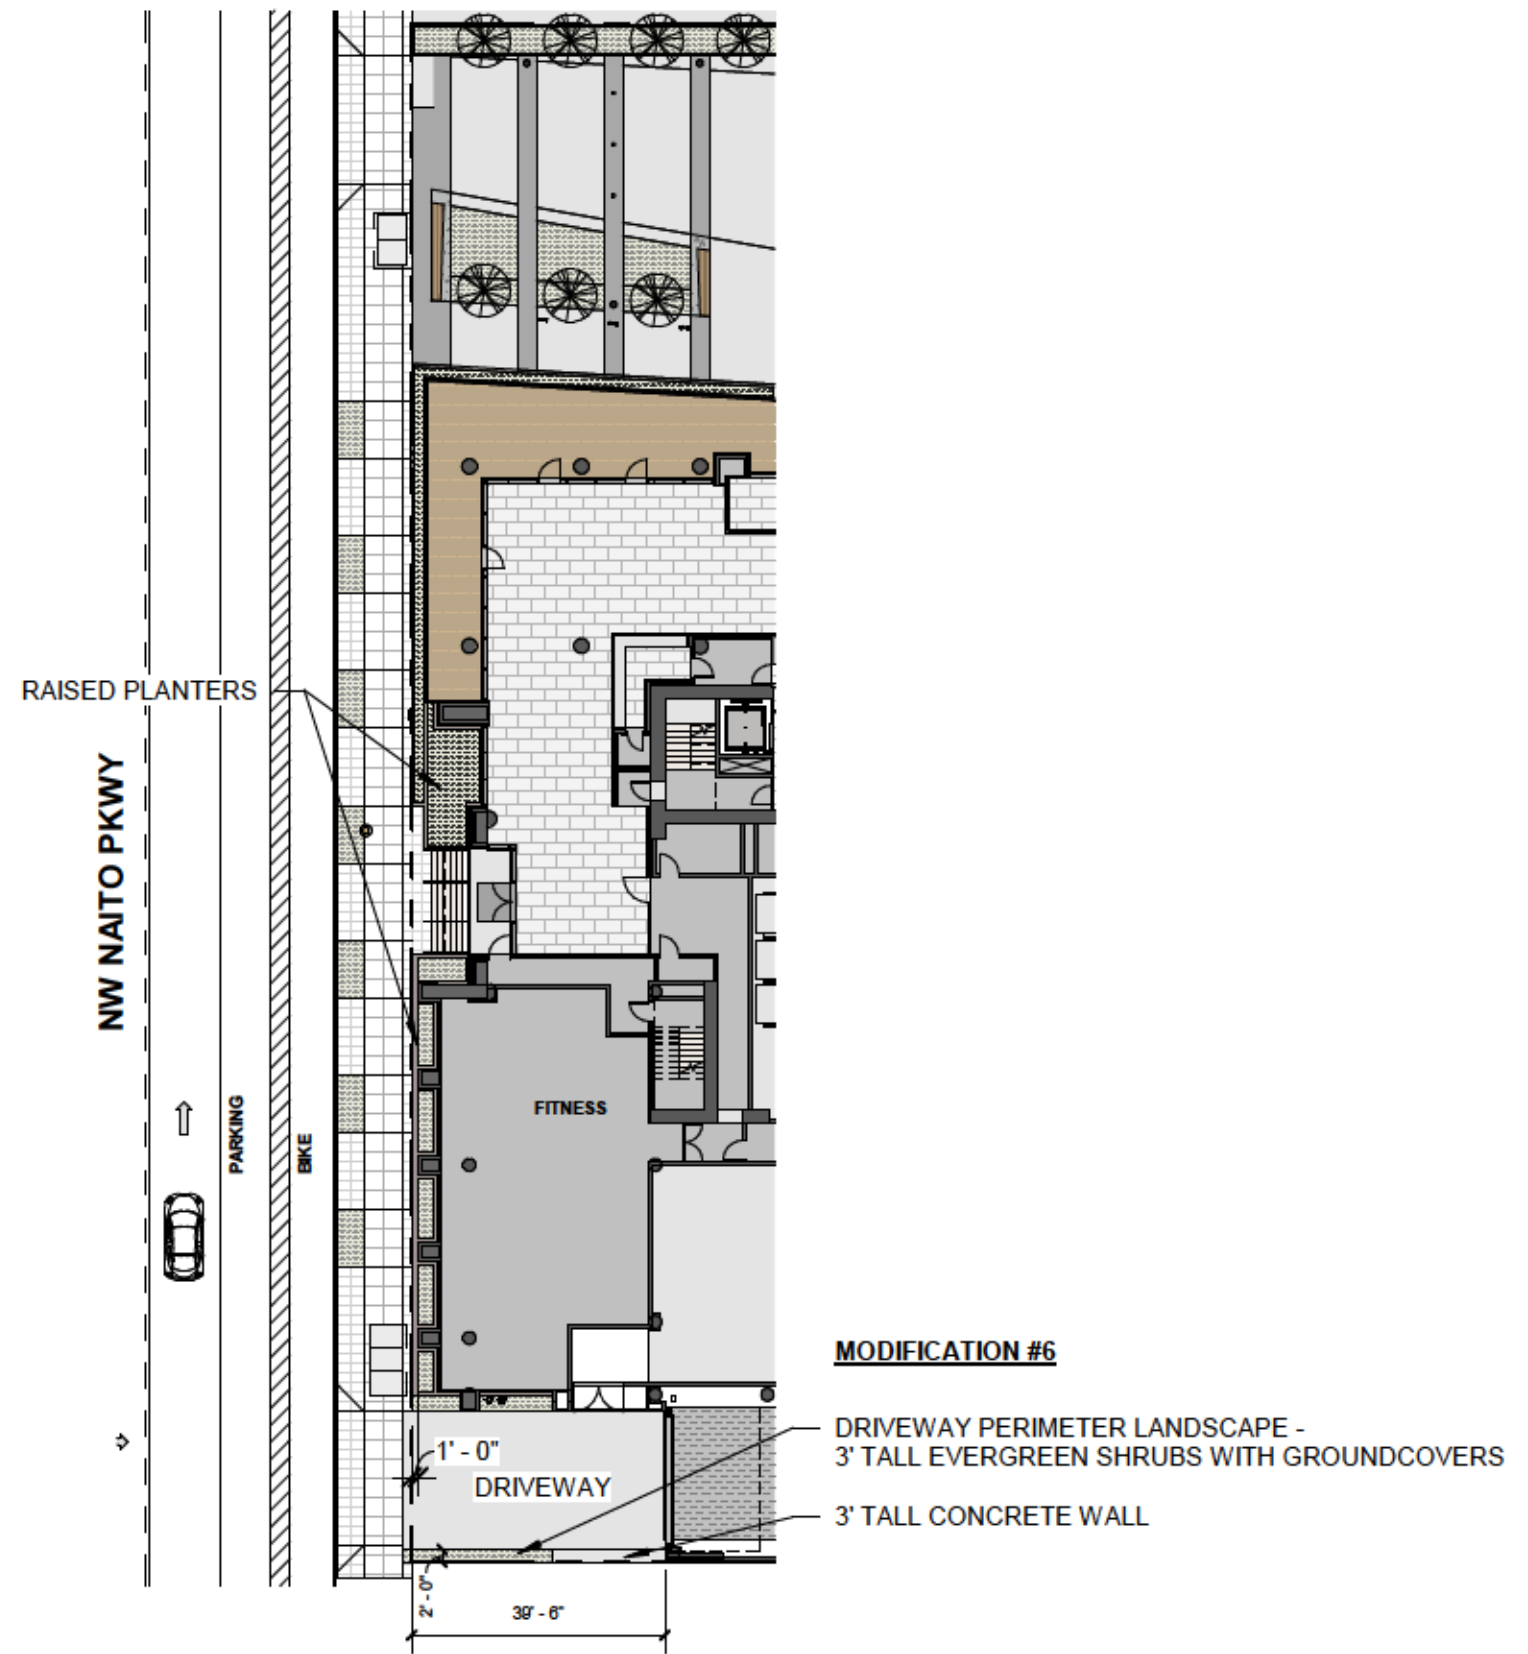 RAISED PLANTERS
NW NAITO PKWY
PARKING
BIKE
FITNESS
MODIFICATION #6
DRIVEWAY PERIMETER LANDSCAPE -
3' TALL EVERGREEN SHRUBS WITH GROUNDCOVERS
1' - 0"
DRIVEWAY
3' TALL CONCRETE WALL
2' - 0"
39' - 6"